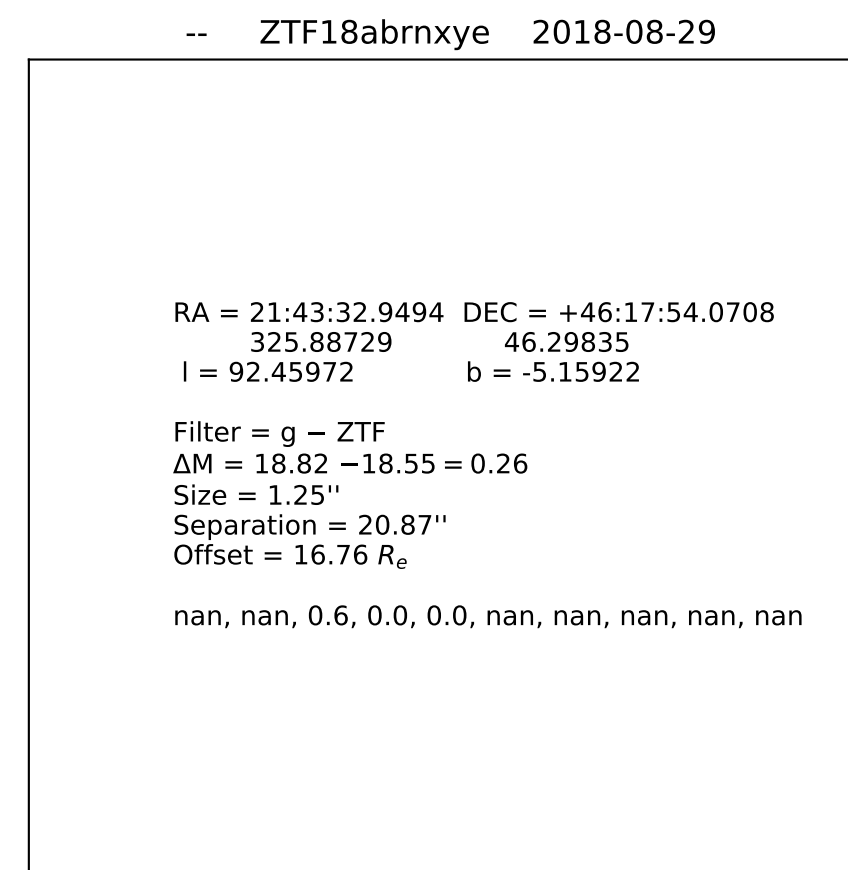 -- ZTF18abrnxye 2018-08-29
RA = 21:43:32.9494 DEC = +46:17:54.0708
325.88729 46.29835
l = 92.45972 b = -5.15922
Filter = g − ZTF
ΔM = 18.82 −18.55 = 0.26
Size = 1.25''
Separation = 20.87''
Offset = 16.76 Rₑ
nan, nan, 0.6, 0.0, 0.0, nan, nan, nan, nan, nan